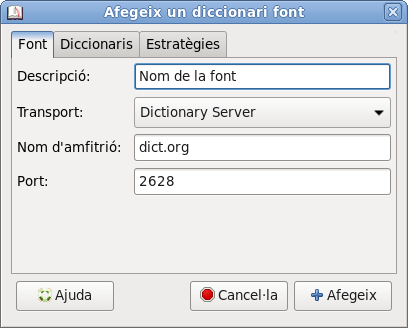 Afegeix un diccionari font
Font Diccionaris Estratègies
Descripció: Nom de la font
Transport: Dictionary Server
Nom d'amfitrió: dict.org
Port: 2628
Ajuda Cancel·la Afegeix